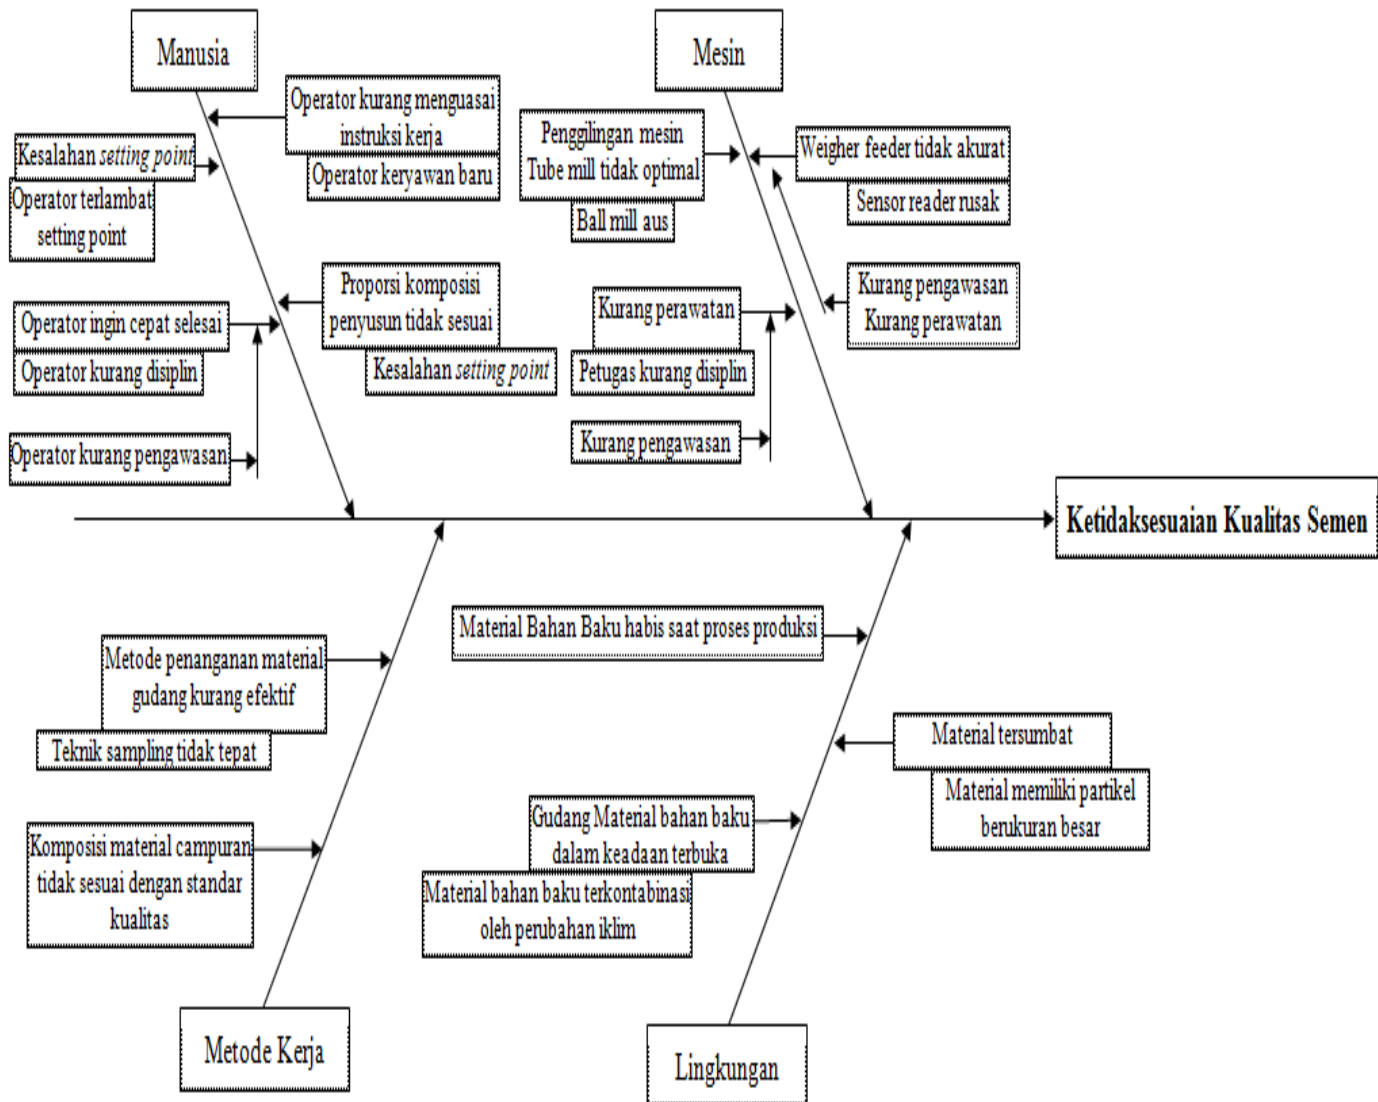 Manusia
Mesin
Operator kurang menguasai
instruksi kerja
Operator keryawan baru
Kesalahan setting point
Operator terlambat
setting point
Penggilingan mesin
Tube mill tidak optimal
Ball mill aus
Weigher feeder tidak akurat
Sensor reader rusak
Proporsi komposisi
penyusun tidak sesuai
Kesalahan setting point
Operator ingin cepat selesai
Operator kurang disiplin
Operator kurang pengawasan
Kurang perawatan
Petugas kurang disiplin
Kurang pengawasan
Kurang pengawasan
Kurang perawatan
Ketidaksesuaian Kualitas Semen
Metode penanganan material
gudang kurang efektif
Teknik sampling tidak tepat
Komposisi material campuran
tidak sesuai dengan standar
kualitas
Material Bahan Baku habis saat proses produksi
Material tersumbat
Material memiliki partikel
berukuran besar
Gudang Material bahan baku
dalam keadaan terbuka
Material bahan baku terkontabinasi
oleh perubahan iklim
Metode Kerja
Lingkungan